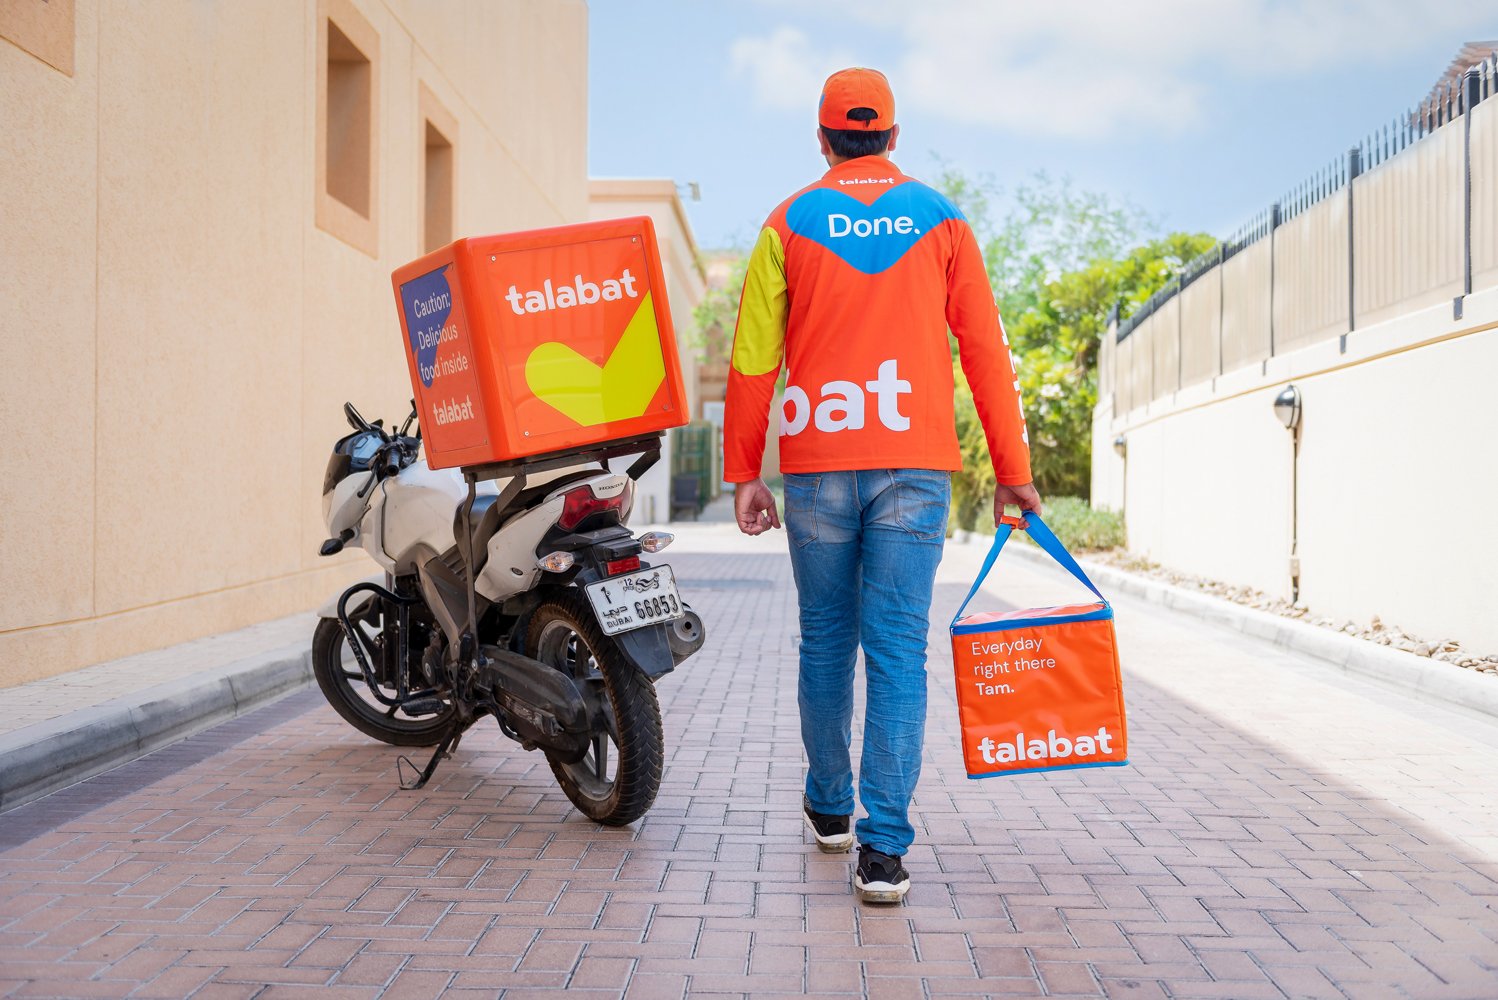 talabat
Done.
bat
Caution:
Delicious
food inside
talabat
talabat
HONDA
١ 12
دبي
DUBAI 66853
Everyday
right there
Tam.
talabat